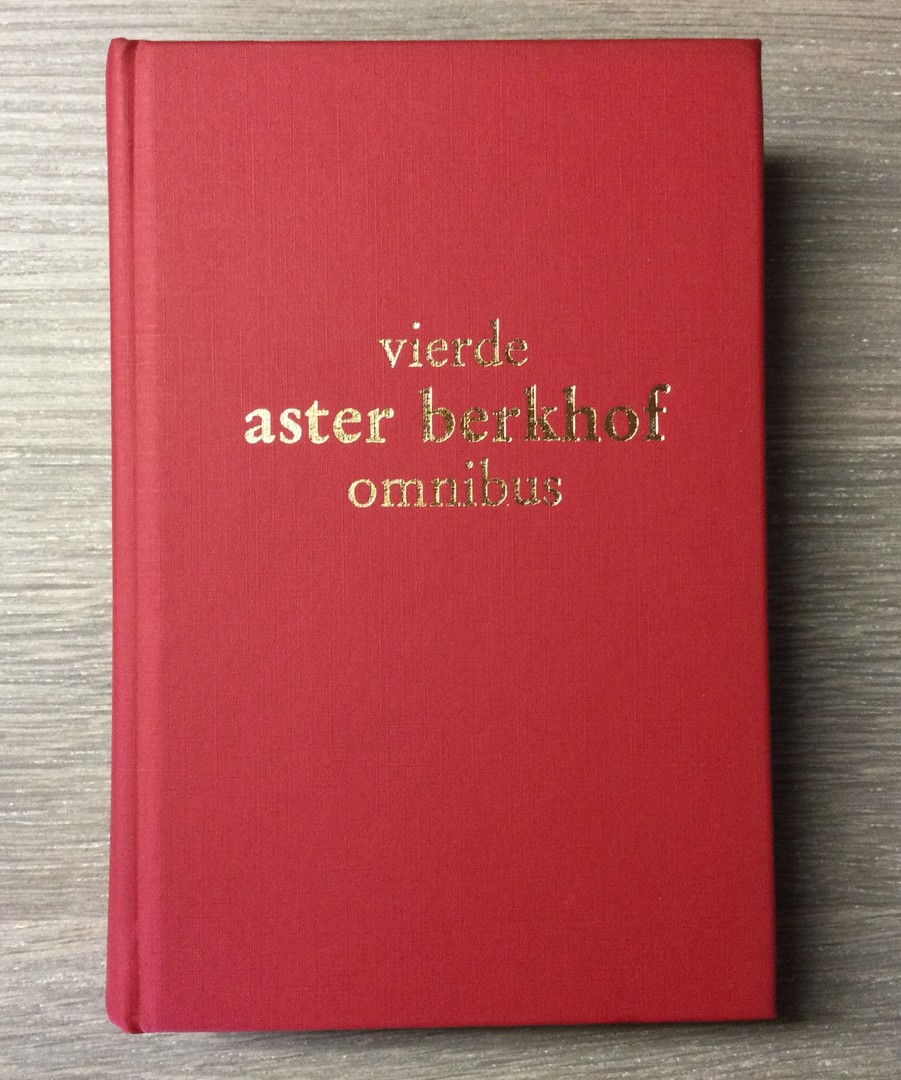 vierde
aster berkhof
omnibus